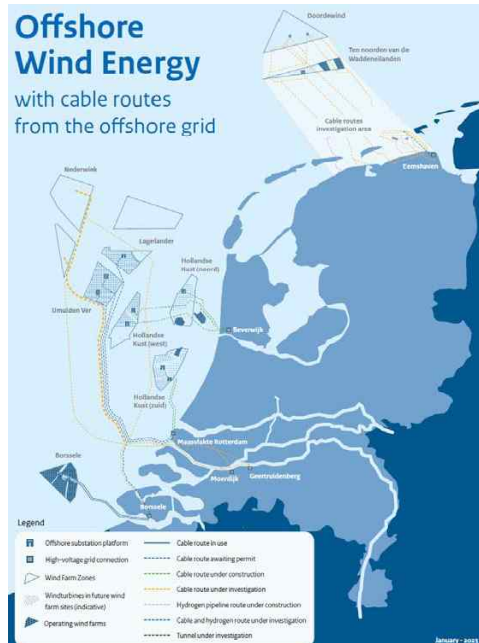 Offshore
Wind Energy
with cable routes
from the offshore grid
Doordewind
Ten noorden van de
Waddeneilanden
Cable routes
investigation area
Eemshaven
Nederwiek
Lagelander
Hollandse
Kust (noord)
IJmuiden Ver
Hollandse
Kust (west)
Beverwijk
Hollandse
Kust (zuid)
Maasvlakte Rotterdam
Borssele
Moerdijk
Geertruidenberg
Borssele
Legend
Offshore substation platform
High-voltage grid connection
Wind Farm Zones
Windturbines in future wind
farm sites (indicative)
Operating wind farms
Cable route in use
Cable route awaiting permit
Cable route under construction
Cable route under investigation
Hydrogen pipeline route under construction
Cable and hydrogen route under investigation
Tunnel under investigation